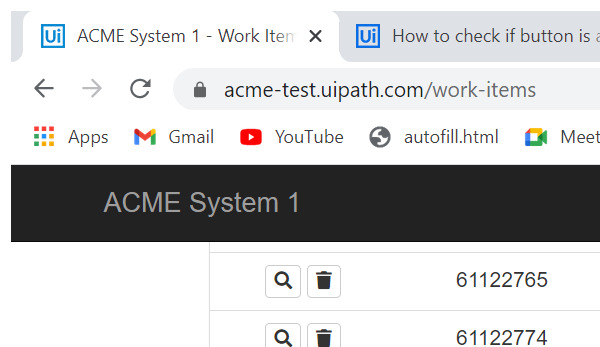 Ui ACME System 1 - Work Item Ui How to check if button is a
acme-test.uipath.com/work-items
Apps Gmail YouTube autofill.html Meet
ACME System 1
61122765
61122774